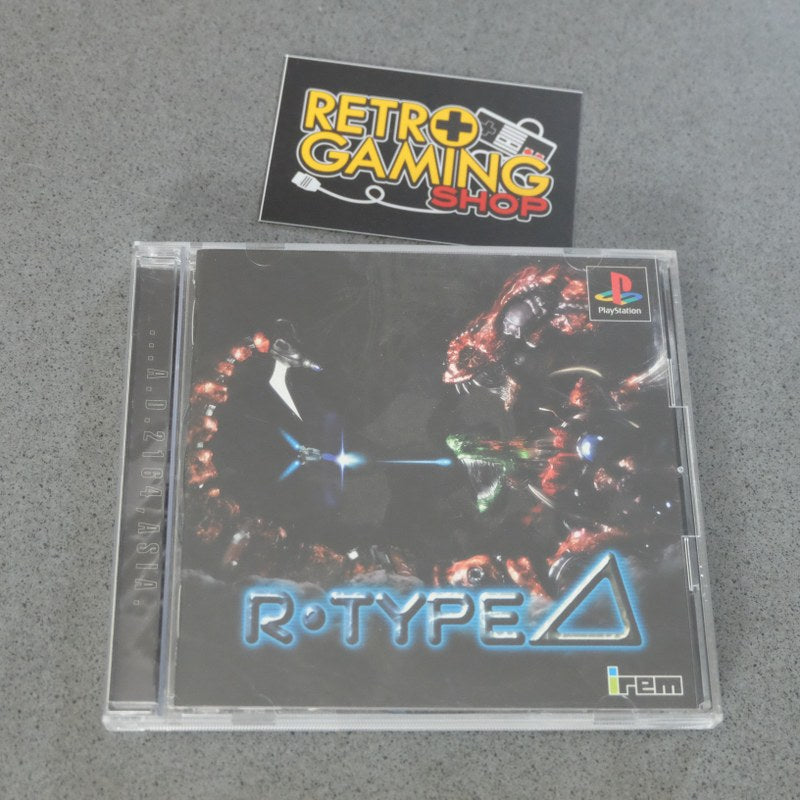 RETRO
GAMING
SHOP
PlayStation
...A.D.2164,ASIA.
R·TYPE Δ
irem